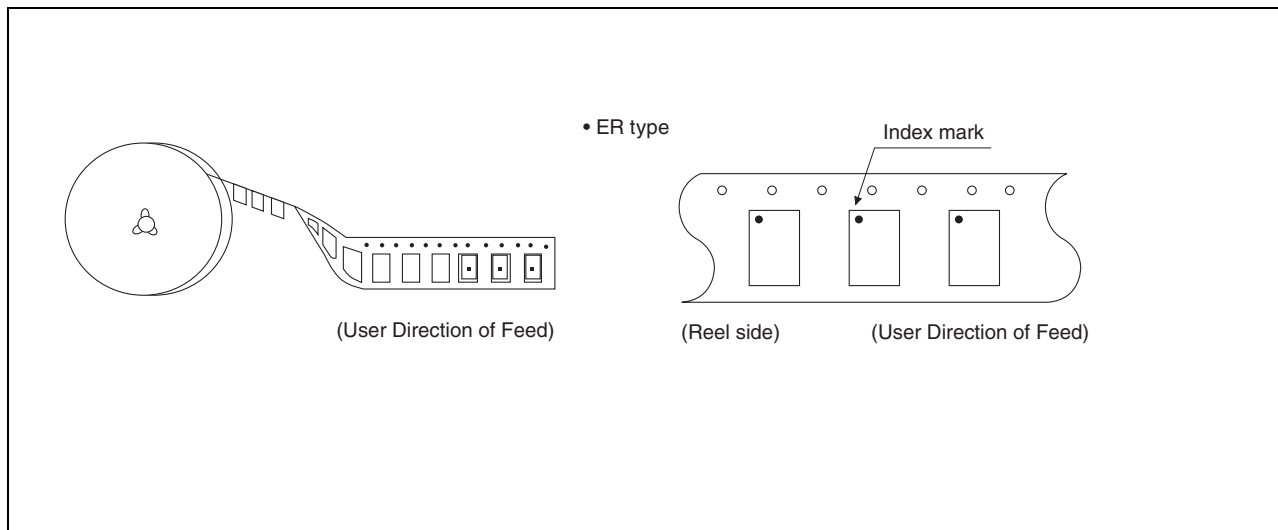 • ER type
Index mark
(User Direction of Feed)
(Reel side)
(User Direction of Feed)